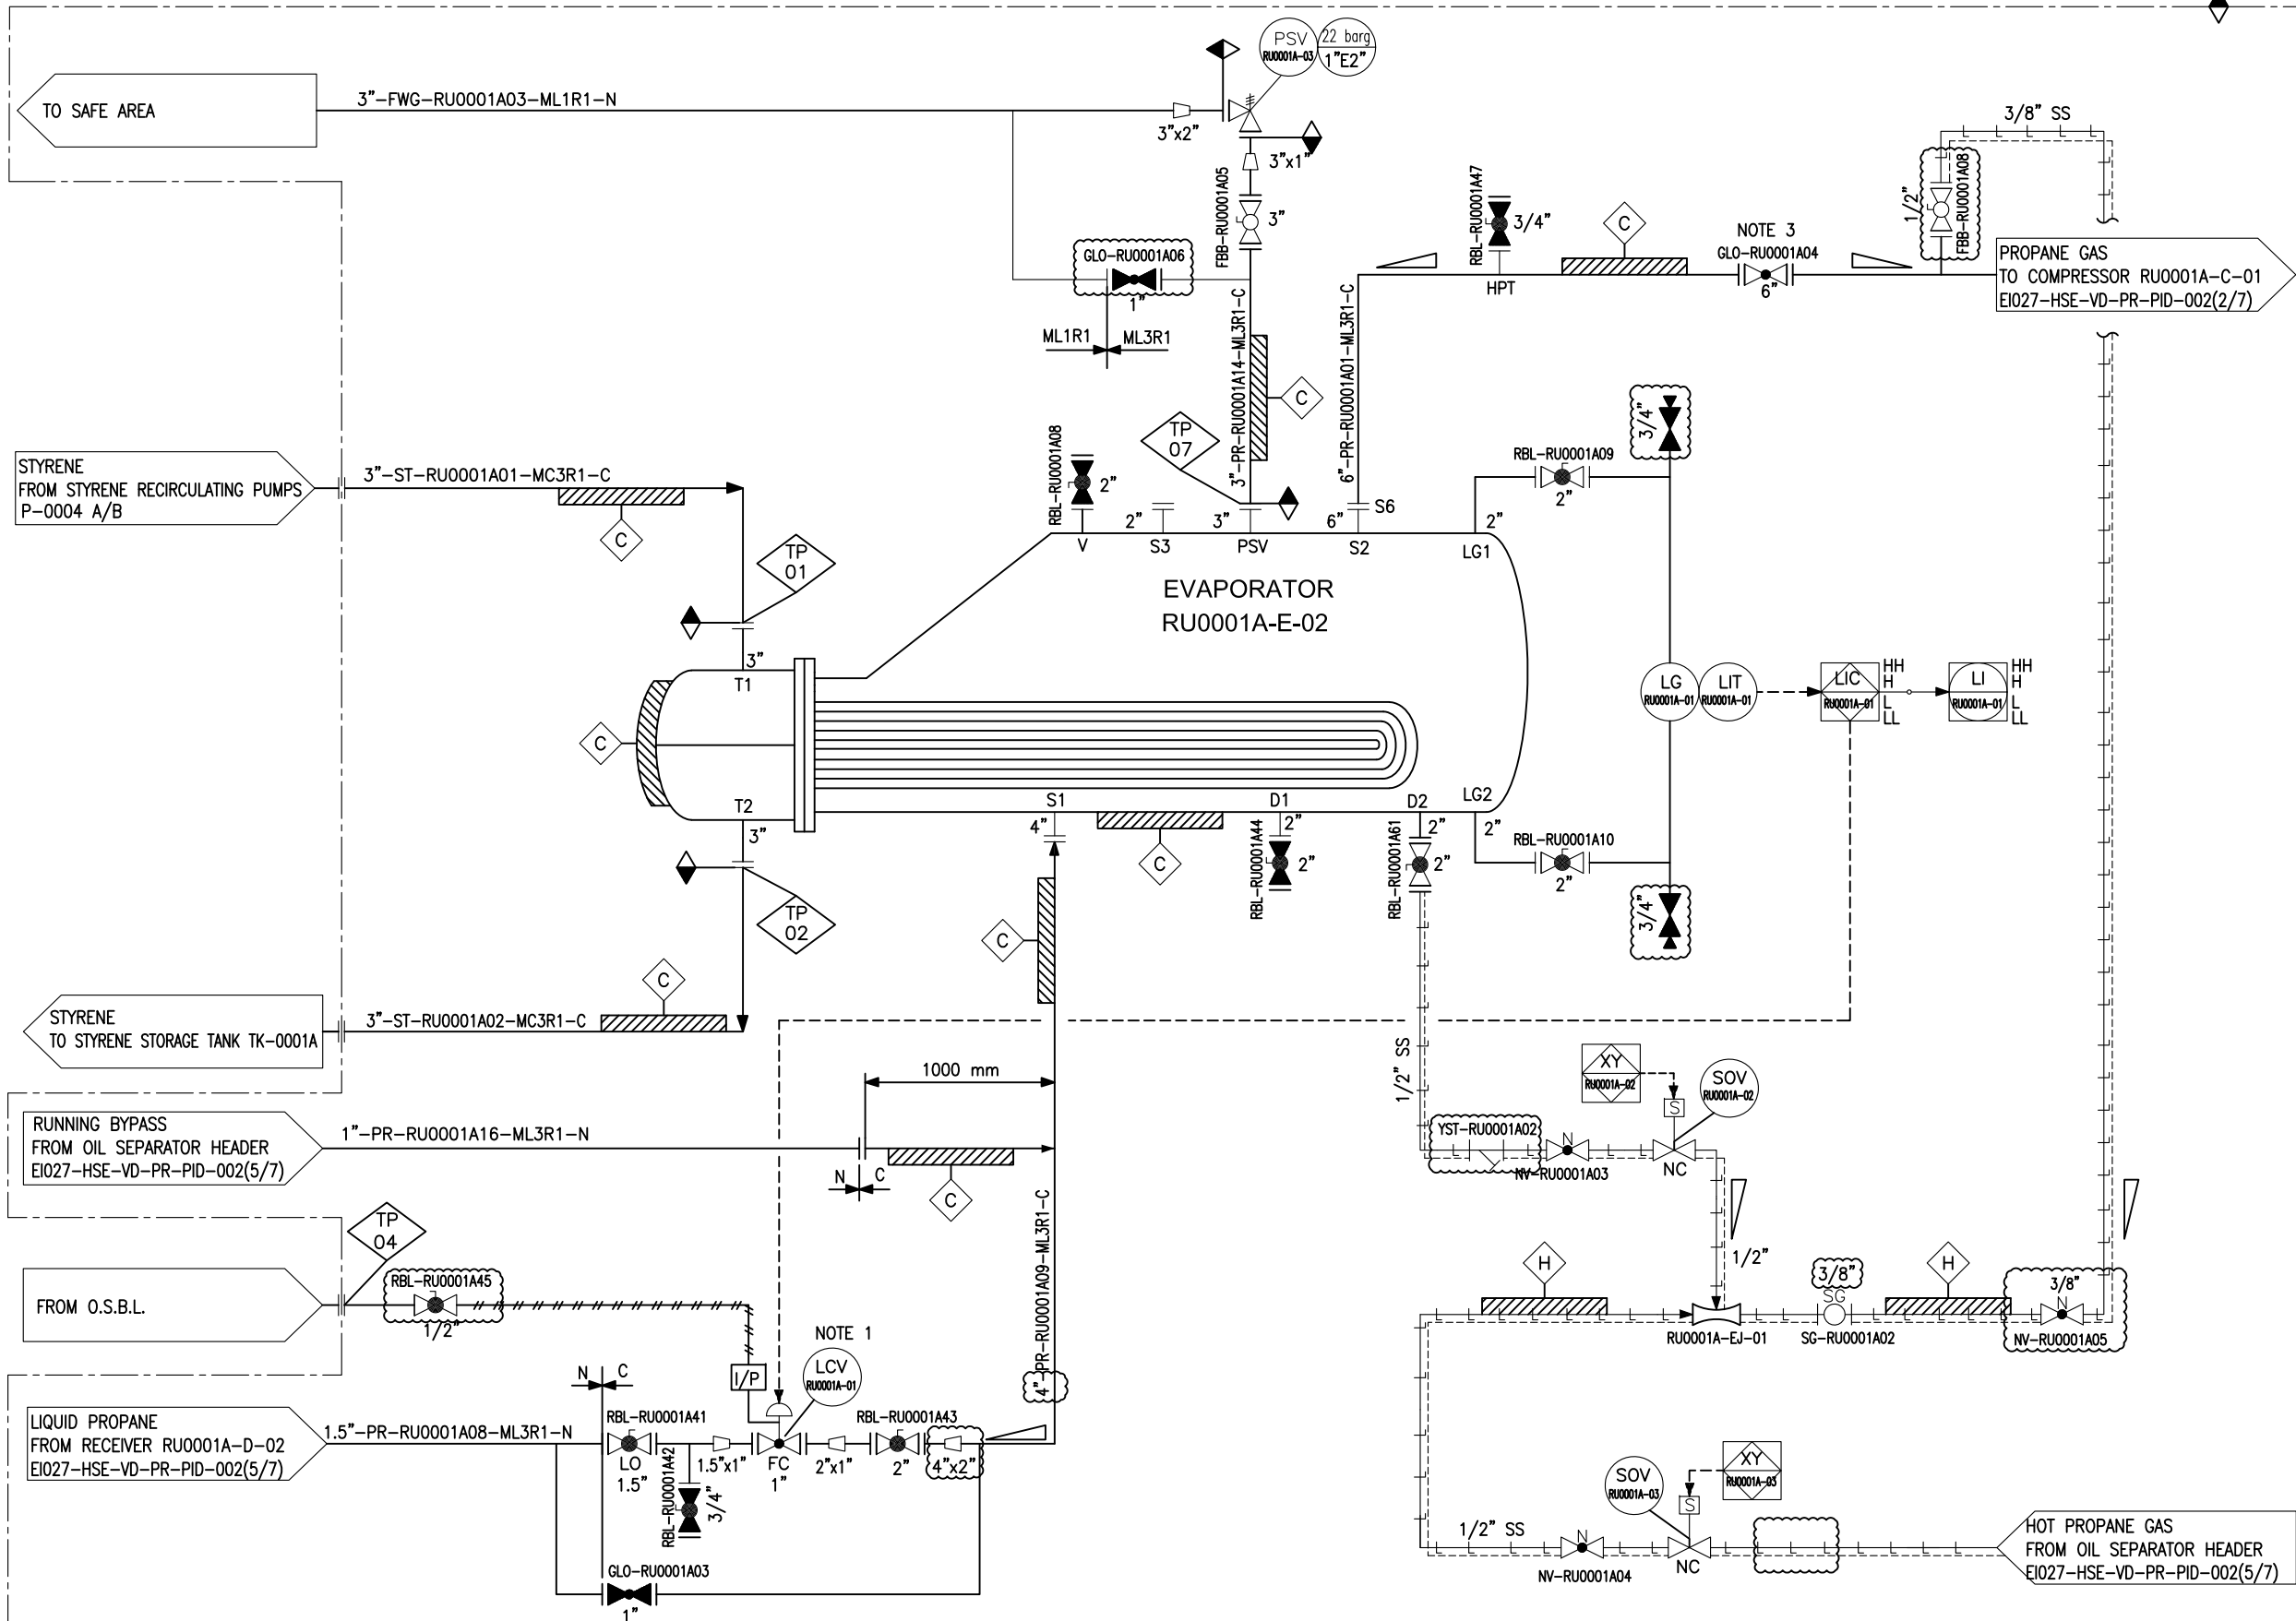 PSV
RU0001A-03
22 barg
1"E2"
TO SAFE AREA
3"-FWG-RU0001A03-ML1R1-N
3"x2"
3"x1"
FBB-RU0001A05
3"
GLO-RU0001A06
1"
ML1R1
ML3R1
3"-PR-RU0001A14-ML3R1-C
C
6"-PR-RU0001A01-ML3R1-C
RBL-RU0001A47
3/4"
HPT
C
NOTE 3
GLO-RU0001A04
6"
1/2"
FBB-RU0001A08
3/8" SS
PROPANE GAS
TO COMPRESSOR RU0001A-C-01
EI027-HSE-VD-PR-PID-002(2/7)
STYRENE
FROM STYRENE RECIRCULATING PUMPS
P-0004 A/B
3"-ST-RU0001A01-MC3R1-C
C
TP
01
TP
07
RBL-RU0001A08
2"
V
2"
S3
3"
PSV
6"
S6
S2
2"
LG1
RBL-RU0001A09
2"
3/4"
EVAPORATOR
RU0001A-E-02
3"
T1
C
T2
3"
LG
RU0001A-01
LIT
RU0001A-01
LIC
RU0001A-01
HH
H
L
LL
LI
RU0001A-01
HH
H
L
LL
S1
4"
C
D1
2"
RBL-RU0001A44
2"
D2
2"
RBL-RU0001A61
2"
LG2
2"
RBL-RU0001A10
2"
3/4"
TP
02
C
C
STYRENE
TO STYRENE STORAGE TANK TK-0001A
3"-ST-RU0001A02-MC3R1-C
1000 mm
RUNNING BYPASS
FROM OIL SEPARATOR HEADER
EI027-HSE-VD-PR-PID-002(5/7)
1"-PR-RU0001A16-ML3R1-N
N
C
C
4"-PR-RU0001A09-ML3R1-C
1/2" SS
YST-RU0001A02
N
NV-RU0001A03
XY
RU0001A-02
S
SOV
RU0001A-02
NC
1/2"
H
RU0001A-EJ-01
3/8"
SG
SG-RU0001A02
H
3/8"
N
NV-RU0001A05
TP
04
FROM O.S.B.L.
RBL-RU0001A45
1/2"
I/P
NOTE 1
LCV
RU0001A-01
N
C
LIQUID PROPANE
FROM RECEIVER RU0001A-D-02
EI027-HSE-VD-PR-PID-002(5/7)
1.5"-PR-RU0001A08-ML3R1-N
RBL-RU0001A41
LO
1.5"
RBL-RU0001A42
3/4"
1.5"x1"
FC
1"
2"x1"
RBL-RU0001A43
2"
4"x2"
GLO-RU0001A03
1"
1/2" SS
N
NV-RU0001A04
SOV
RU0001A-03
S
XY
RU0001A-03
NC
HOT PROPANE GAS
FROM OIL SEPARATOR HEADER
EI027-HSE-VD-PR-PID-002(5/7)